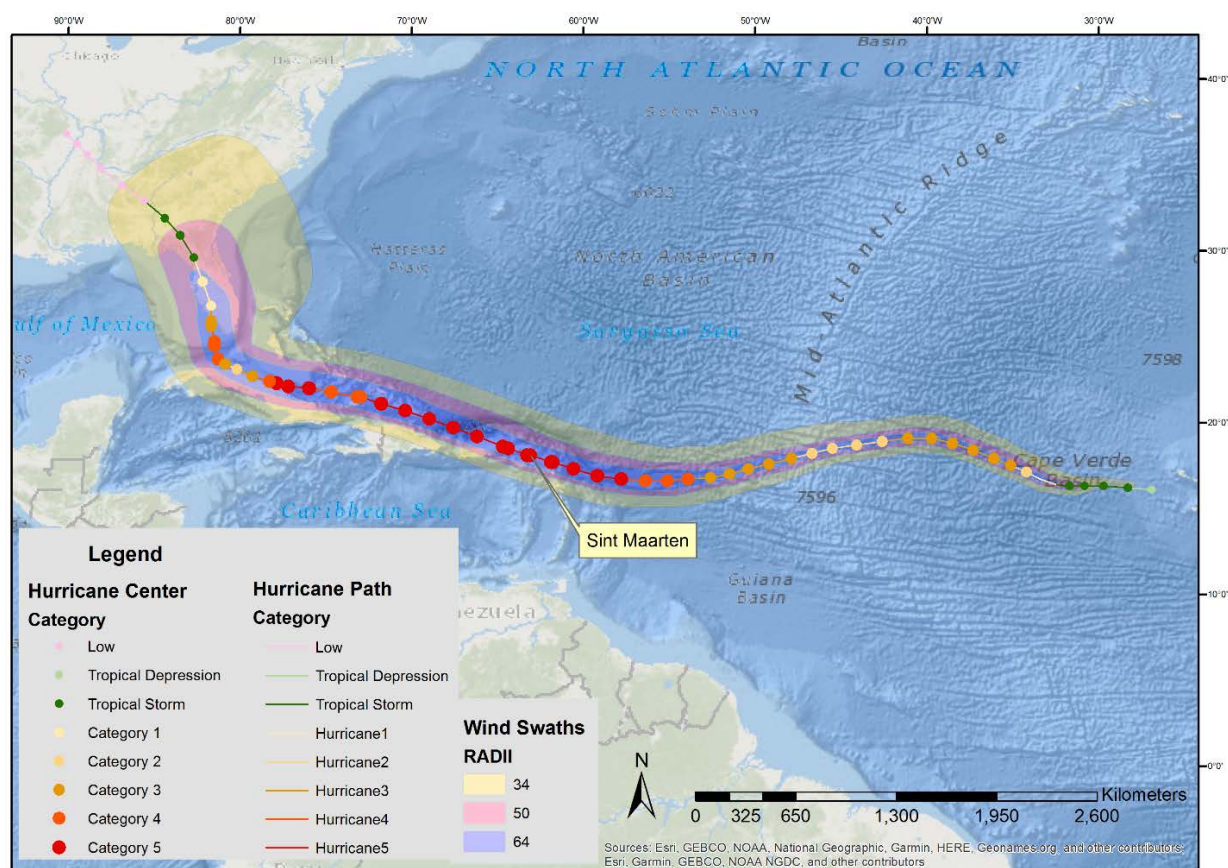 90°0'W 80°0'W 70°0'W 60°0'W 50°0'W 40°0'W 30°0'W
Chicago
Basin
NORTH ATLANTIC OCEAN
40°0'
Sohm Plain
Mid-Atlantic Ridge
Hatteras
Plain
North American
Basin
30°0'
Gulf of Mexico
Sargasso Sea
7598
20°0'
Cape Verde
Basin
7596
Caribbean Sea
Sint Maarten
Guiana
Basin
10°0'
ezuela
0°0'
Legend
Hurricane Center
Category
Low
Tropical Depression
Tropical Storm
Category 1
Category 2
Category 3
Category 4
Category 5
Hurricane Path
Category
Low
Tropical Depression
Tropical Storm
Hurricane1
Hurricane2
Hurricane3
Hurricane4
Hurricane5
Wind Swaths
RADII
34
50
64
N
Kilometers
0 325 650 1,300 1,950 2,600
Sources: Esri, GEBCO, NOAA, National Geographic, Garmin, HERE, Geonames.org, and other contributors;
Esri, Garmin, GEBCO, NOAA NGDC, and other contributors